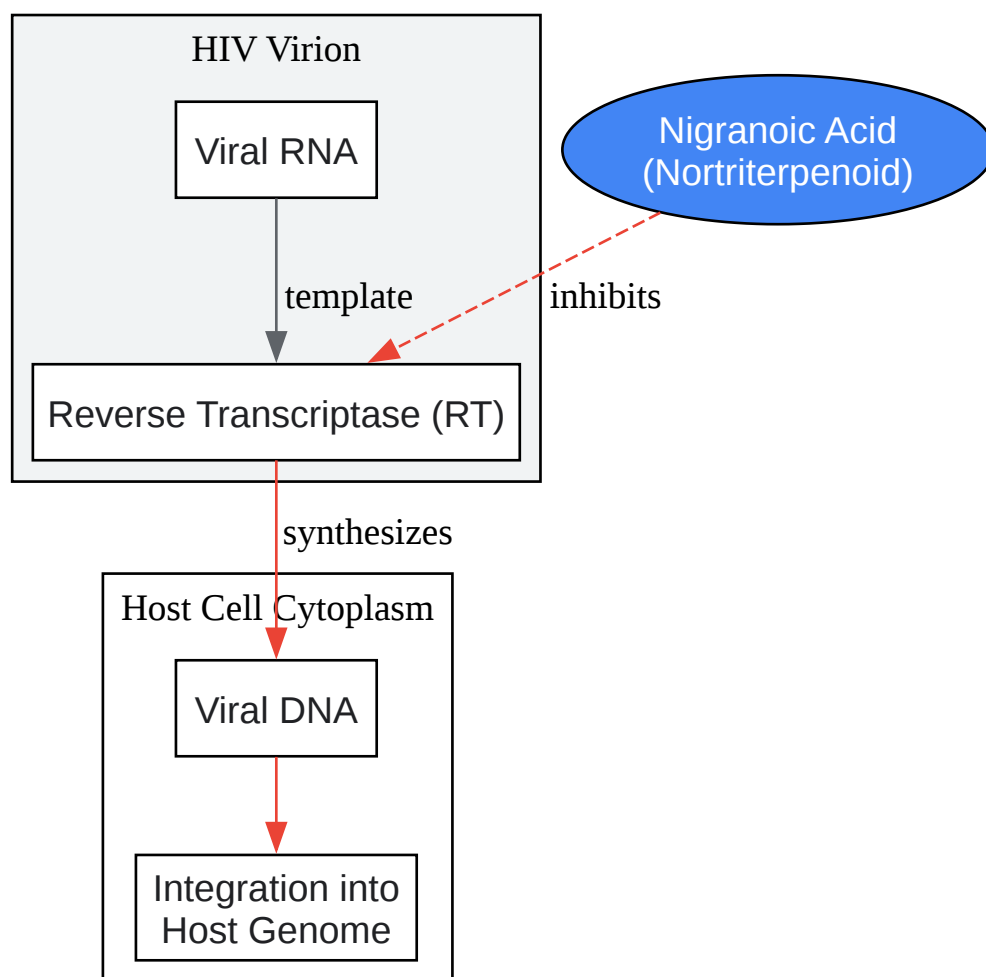 HIV Virion
Viral RNA
Nigranoic Acid
(Nortriterpenoid)
template
inhibits
Reverse Transcriptase (RT)
synthesizes
Host Cell Cytoplasm
Viral DNA
Integration into
Host Genome